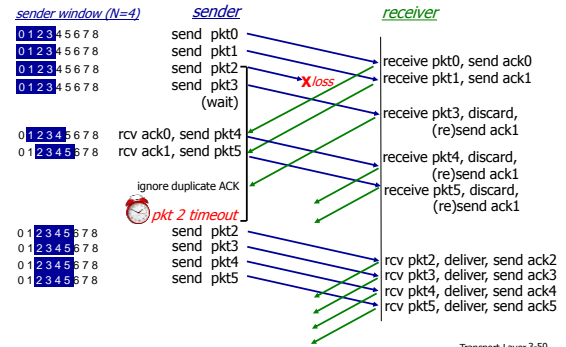 sender window (N=4)
sender
receiver
0 1 2 3 4 5 6 7 8
send pkt0
0 1 2 3 4 5 6 7 8
send pkt1
0 1 2 3 4 5 6 7 8
send pkt2
0 1 2 3 4 5 6 7 8
send pkt3
(wait)
X loss
receive pkt0, send ack0
receive pkt1, send ack1
receive pkt3, discard,
(re)send ack1
0 1 2 3 4 5 6 7 8
rcv ack0, send pkt4
0 1 2 3 4 5 6 7 8
rcv ack1, send pkt5
receive pkt4, discard,
(re)send ack1
receive pkt5, discard,
(re)send ack1
ignore duplicate ACK
pkt 2 timeout
0 1 2 3 4 5 6 7 8
send pkt2
0 1 2 3 4 5 6 7 8
send pkt3
0 1 2 3 4 5 6 7 8
send pkt4
0 1 2 3 4 5 6 7 8
send pkt5
rcv pkt2, deliver, send ack2
rcv pkt3, deliver, send ack3
rcv pkt4, deliver, send ack4
rcv pkt5, deliver, send ack5
Transport Layer 3-50